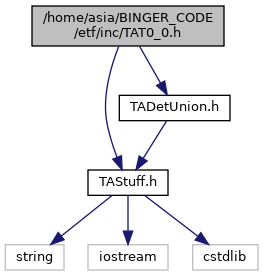 /home/asia/BINGER_CODE
/etf/inc/TAT0_0.h
TADetUnion.h
TAStuff.h
string
iostream
cstdlib